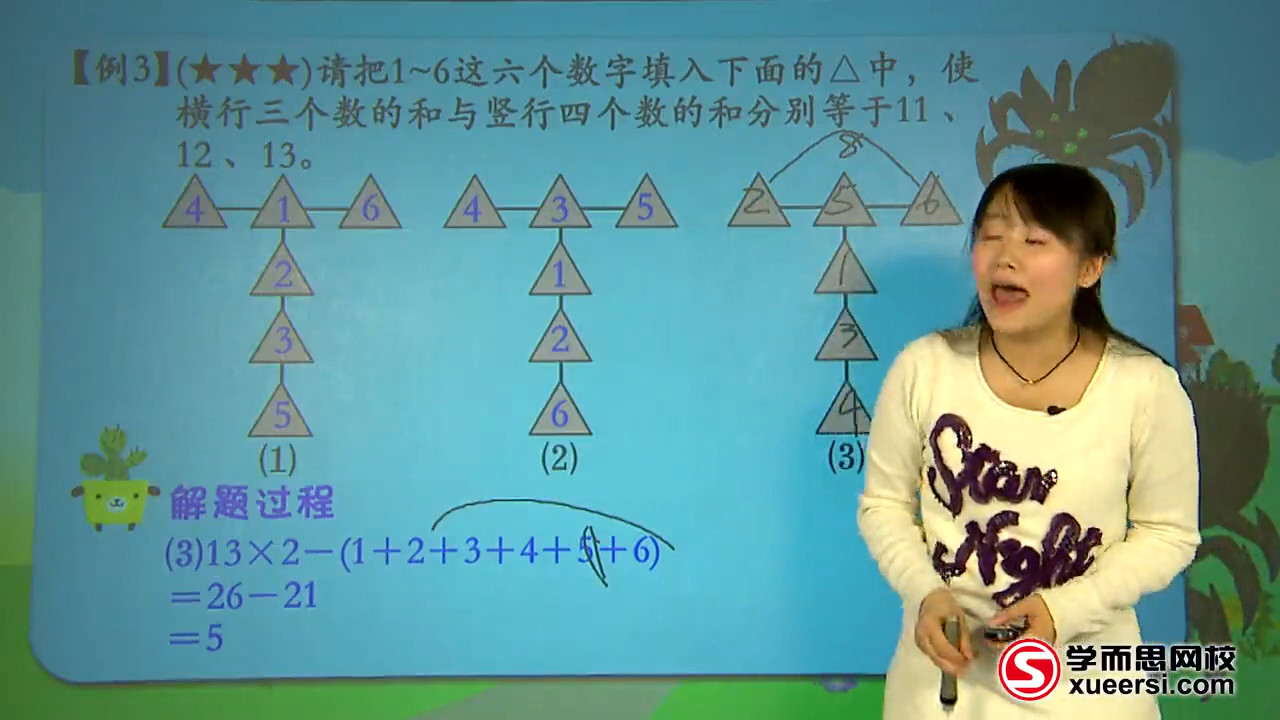 【例3】(★★★)请把1~6这六个数字填入下面的△中，使
横行三个数的和与竖行四个数的和分别等于11、
12、13。
8
4 1 6 4 3 5 2 5 6
2 1 1
3 2 3
5 6 4
(1) (2) (3)
解题过程
(3)13×2－(1＋2＋3＋4＋5＋6)
＝26－21
＝5
Star
Night
学而思网校
xueersi.com